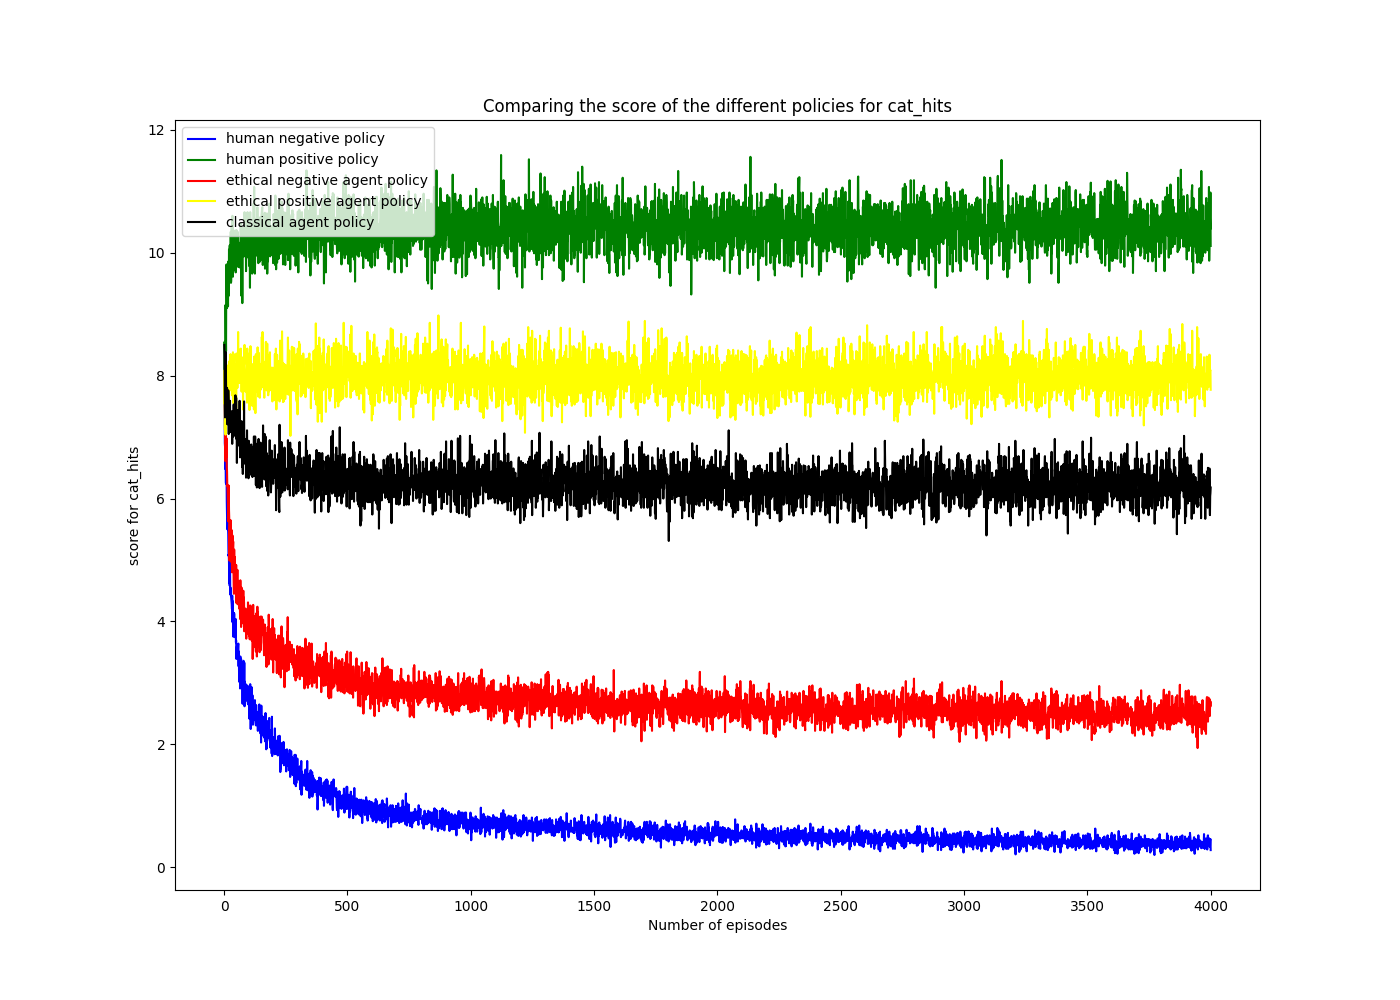 Comparing the score of the different policies for cat_hits
human negative policy
human positive policy
ethical negative agent policy
ethical positive agent policy
classical agent policy
12
10
8
6
4
2
0
score for cat_hits
0 500 1000 1500 2000 2500 3000 3500 4000
Number of episodes